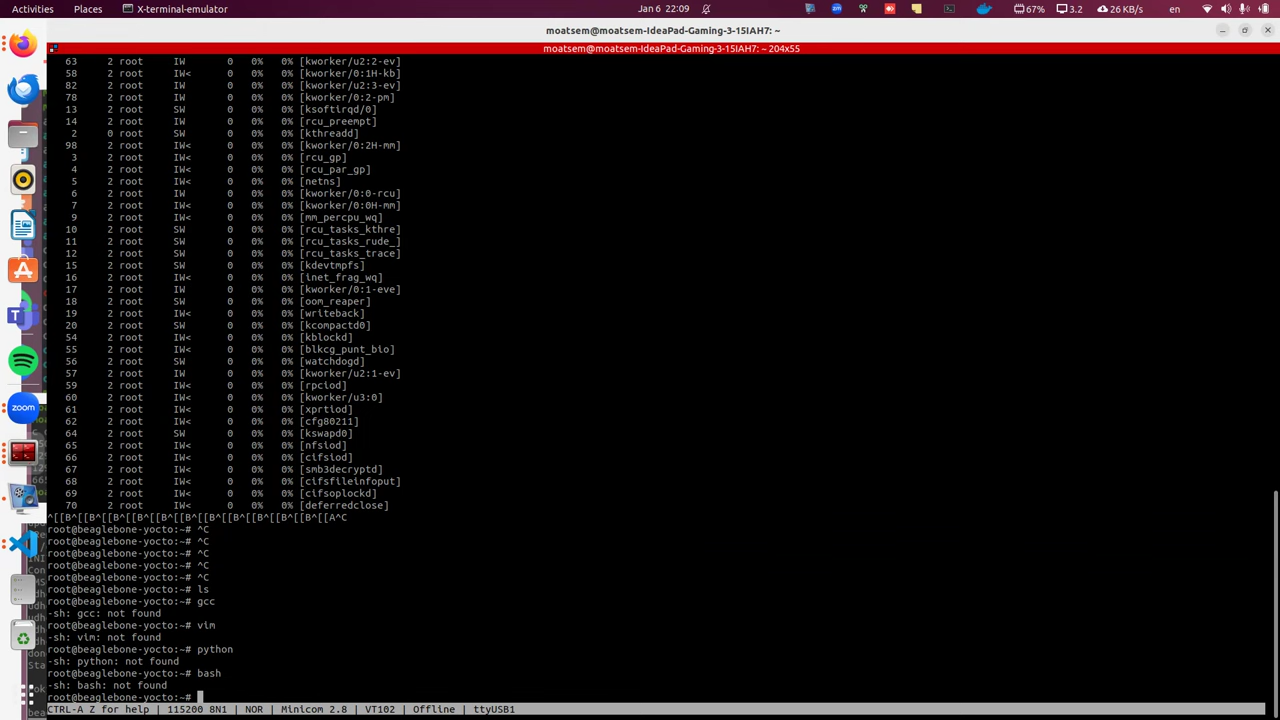 Activities Places X-terminal-emulator Jan 6 22:09 67% 3.2 26 KB/s en
moatsem@moatsem-IdeaPad-Gaming-3-15IAH7: ~
moatsem@moatsem-IdeaPad-Gaming-3-15IAH7: ~ 204x55
63 2 root IW 0 0% 0% [kworker/u2:2-ev]
58 2 root IW< 0 0% 0% [kworker/0:1H-kb]
82 2 root IW 0 0% 0% [kworker/u2:3-ev]
78 2 root IW 0 0% 0% [kworker/0:2-pm]
13 2 root SW 0 0% 0% [ksoftirqd/0]
14 2 root IW 0 0% 0% [rcu_preempt]
2 0 root SW 0 0% 0% [kthreadd]
98 2 root IW< 0 0% 0% [kworker/0:2H-mm]
3 2 root IW< 0 0% 0% [rcu_gp]
4 2 root IW< 0 0% 0% [rcu_par_gp]
5 2 root IW< 0 0% 0% [netns]
6 2 root IW 0 0% 0% [kworker/0:0-rcu]
7 2 root IW< 0 0% 0% [kworker/0:0H-mm]
9 2 root IW< 0 0% 0% [mm_percpu_wq]
10 2 root SW 0 0% 0% [rcu_tasks_kthre]
11 2 root SW 0 0% 0% [rcu_tasks_rude_]
12 2 root SW 0 0% 0% [rcu_tasks_trace]
15 2 root SW 0 0% 0% [kdevtmpfs]
16 2 root IW< 0 0% 0% [inet_frag_wq]
17 2 root IW 0 0% 0% [kworker/0:1-eve]
18 2 root SW 0 0% 0% [oom_reaper]
19 2 root IW< 0 0% 0% [writeback]
20 2 root SW 0 0% 0% [kcompactd0]
54 2 root IW< 0 0% 0% [kblockd]
55 2 root IW< 0 0% 0% [blkcg_punt_bio]
56 2 root SW 0 0% 0% [watchdogd]
57 2 root IW 0 0% 0% [kworker/u2:1-ev]
59 2 root IW< 0 0% 0% [rpciod]
60 2 root IW< 0 0% 0% [kworker/u3:0]
61 2 root IW< 0 0% 0% [xprtiod]
62 2 root IW< 0 0% 0% [cfg80211]
64 2 root SW 0 0% 0% [kswapd0]
65 2 root IW< 0 0% 0% [nfsiod]
66 2 root IW< 0 0% 0% [cifsiod]
67 2 root IW< 0 0% 0% [smb3decryptd]
68 2 root IW< 0 0% 0% [cifsfileinfoput]
69 2 root IW< 0 0% 0% [cifsoplockd]
70 2 root IW< 0 0% 0% [deferredclose]
^[[B^[[B^[[B^[[B^[[B^[[B^[[B^[[B^[[B^[[B^[[B^[[A^C
root@beaglebone-yocto:~# ^C
root@beaglebone-yocto:~# ^C
root@beaglebone-yocto:~# ^C
root@beaglebone-yocto:~# ^C
root@beaglebone-yocto:~# ^C
root@beaglebone-yocto:~# ls
root@beaglebone-yocto:~# gcc
-sh: gcc: not found
root@beaglebone-yocto:~# vim
-sh: vim: not found
root@beaglebone-yocto:~# python
-sh: python: not found
root@beaglebone-yocto:~# bash
-sh: bash: not found
root@beaglebone-yocto:~#
CTRL-A Z for help | 115200 8N1 | NOR | Minicom 2.8 | VT102 | Offline | ttyUSB1
zoom